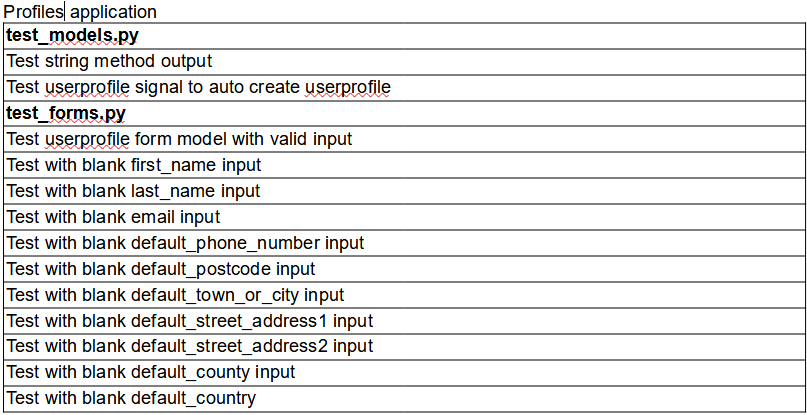 Profiles application
test_models.py
Test string method output
Test userprofile signal to auto create userprofile
test_forms.py
Test userprofile form model with valid input
Test with blank first_name input
Test with blank last_name input
Test with blank email input
Test with blank default_phone_number input
Test with blank default_postcode input
Test with blank default_town_or_city input
Test with blank default_street_address1 input
Test with blank default_street_address2 input
Test with blank default_county input
Test with blank default_country